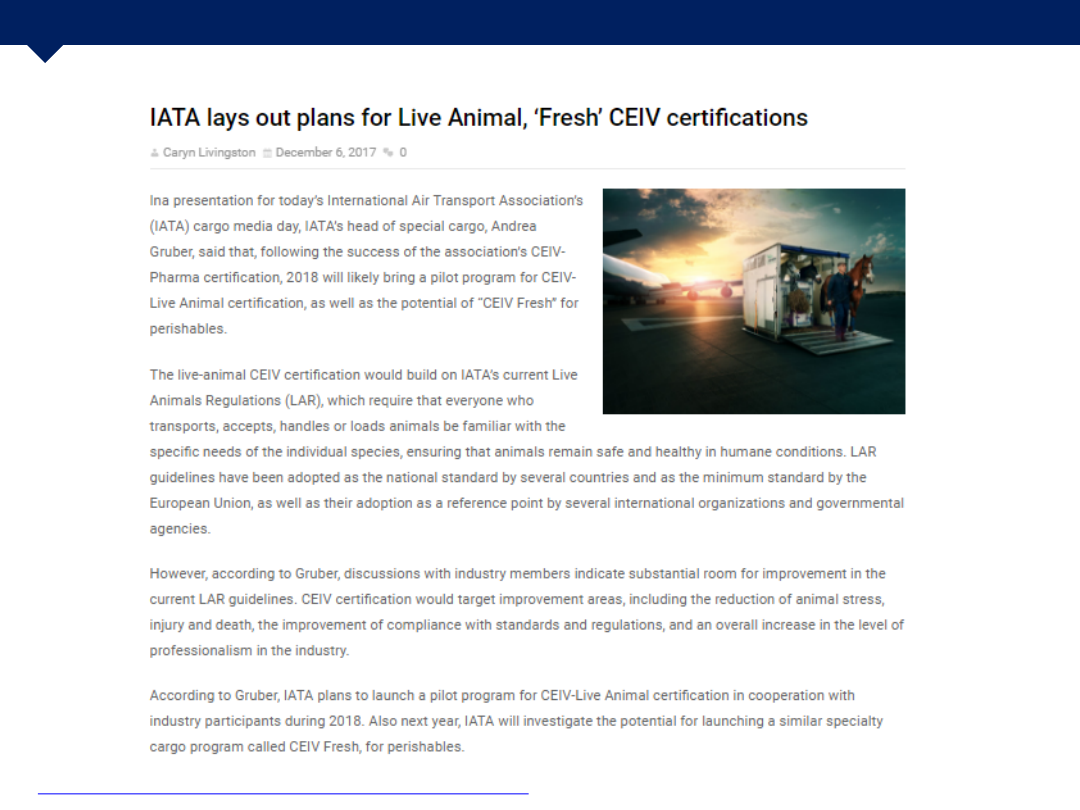 IATA lays out plans for Live Animal, ‘Fresh’ CEIV certifications
Caryn Livingston December 6, 2017 0
Ina presentation for today’s International Air Transport Association’s
(IATA) cargo media day, IATA’s head of special cargo, Andrea
Gruber, said that, following the success of the association’s CEIV-
Pharma certification, 2018 will likely bring a pilot program for CEIV-
Live Animal certification, as well as the potential of “CEIV Fresh” for
perishables.
The live-animal CEIV certification would build on IATA’s current Live
Animals Regulations (LAR), which require that everyone who
transports, accepts, handles or loads animals be familiar with the
specific needs of the individual species, ensuring that animals remain safe and healthy in humane conditions. LAR
guidelines have been adopted as the national standard by several countries and as the minimum standard by the
European Union, as well as their adoption as a reference point by several international organizations and governmental
agencies.
However, according to Gruber, discussions with industry members indicate substantial room for improvement in the
current LAR guidelines. CEIV certification would target improvement areas, including the reduction of animal stress,
injury and death, the improvement of compliance with standards and regulations, and an overall increase in the level of
professionalism in the industry.
According to Gruber, IATA plans to launch a pilot program for CEIV-Live Animal certification in cooperation with
industry participants during 2018. Also next year, IATA will investigate the potential for launching a similar specialty
cargo program called CEIV Fresh, for perishables.